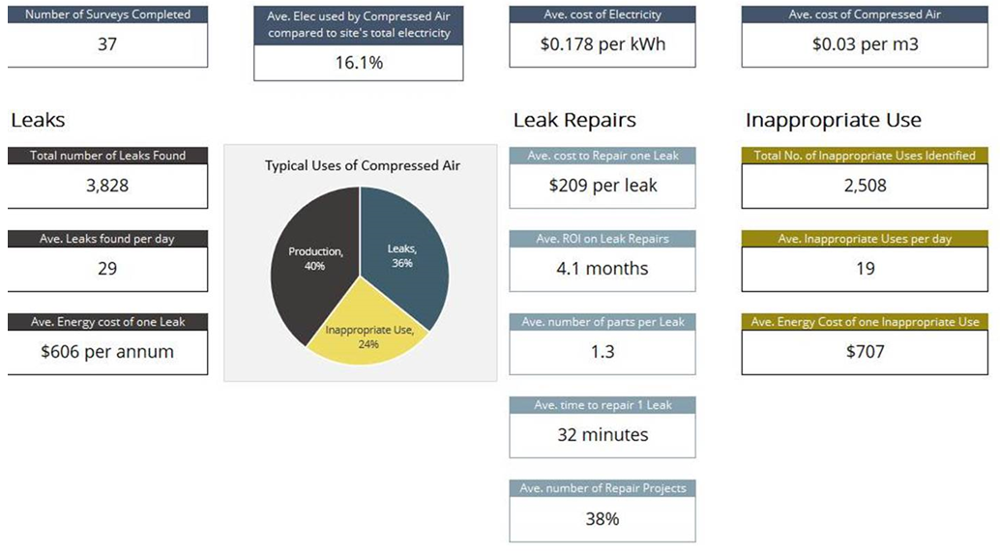 Number of Surveys Completed
37
Ave. Elec used by Compressed Air
compared to site's total electricity
16.1%
Ave. cost of Electricity
$0.178 per kWh
Ave. cost of Compressed Air
$0.03 per m3
Leaks
Total number of Leaks Found
3,828
Ave. Leaks found per day
29
Ave. Energy cost of one Leak
$606 per annum
Typical Uses of Compressed Air
Production,
40%
Leaks,
36%
Inappropriate Use,
24%
Leak Repairs
Ave. cost to Repair one Leak
$209 per leak
Ave. ROI on Leak Repairs
4.1 months
Ave. number of parts per Leak
1.3
Ave. time to repair 1 Leak
32 minutes
Ave. number of Repair Projects
38%
Inappropriate Use
Total No. of Inappropriate Uses Identified
2,508
Ave. Inappropriate Uses per day
19
Ave. Energy Cost of one Inappropriate Use
$707